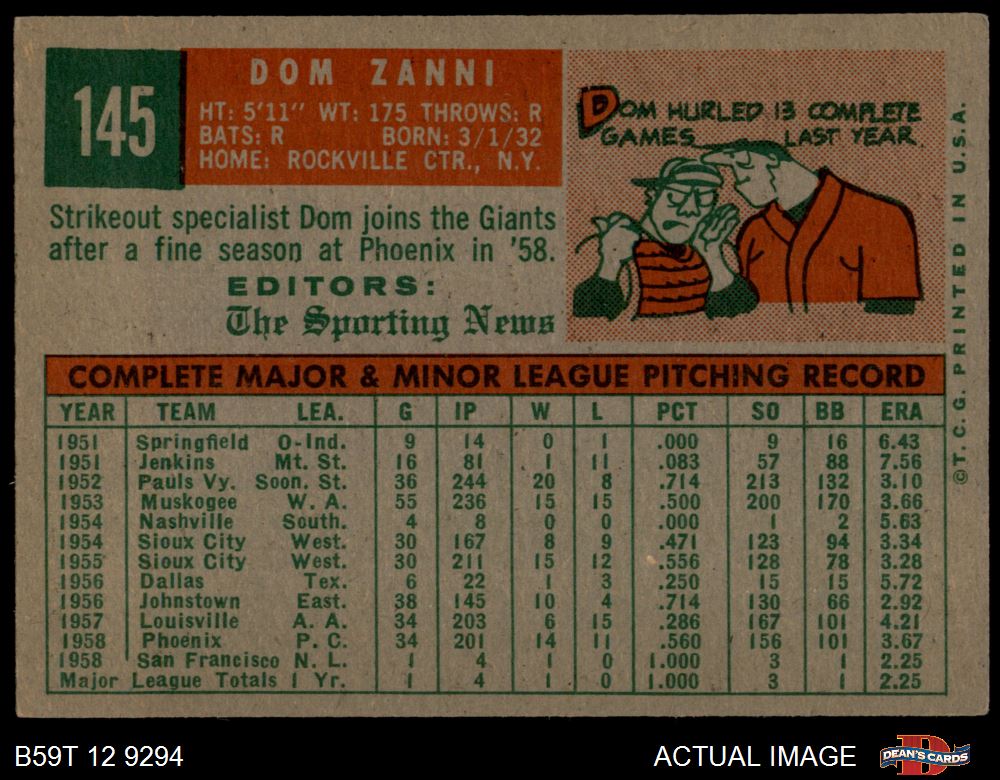 145
DOM ZANNI
HT: 5'11" WT: 175 THROWS: R
BATS: R BORN: 3/1/32
HOME: ROCKVILLE CTR., N.Y.
DOM HURLED 13 COMPLETE
GAMES LAST YEAR.
Strikeout specialist Dom joins the Giants
after a fine season at Phoenix in '58.
EDITORS:
The Sporting News
©T.C.G. PRINTED IN U.S.A.
COMPLETE MAJOR & MINOR LEAGUE PITCHING RECORD
YEAR TEAM LEA. G IP W L PCT SO BB ERA
1951 Springfield O-Ind. 9 14 0 1 .000 9 16 6.43
1951 Jenkins Mt. St. 16 81 1 11 .083 57 88 7.56
1952 Pauls Vy. Soon. St. 36 244 20 8 .714 213 132 3.10
1953 Muskogee W. A. 55 236 15 15 .500 200 170 3.66
1954 Nashville South. 4 8 0 0 .000 1 2 5.63
1954 Sioux City West. 30 167 8 9 .471 123 94 3.34
1955 Sioux City West. 30 211 15 12 .556 128 78 3.28
1956 Dallas Tex. 6 22 1 3 .250 15 15 5.72
1956 Johnstown East. 38 145 10 4 .714 130 66 2.92
1957 Louisville A. A. 34 203 6 15 .286 167 101 4.21
1958 Phoenix P. C. 34 201 14 11 .560 156 101 3.67
1958 San Francisco N. L. 1 4 1 0 1.000 3 1 2.25
Major League Totals 1 Yr. 1 4 1 0 1.000 3 1 2.25
B59T 12 9294
ACTUAL IMAGE
DEAN'S CARDS